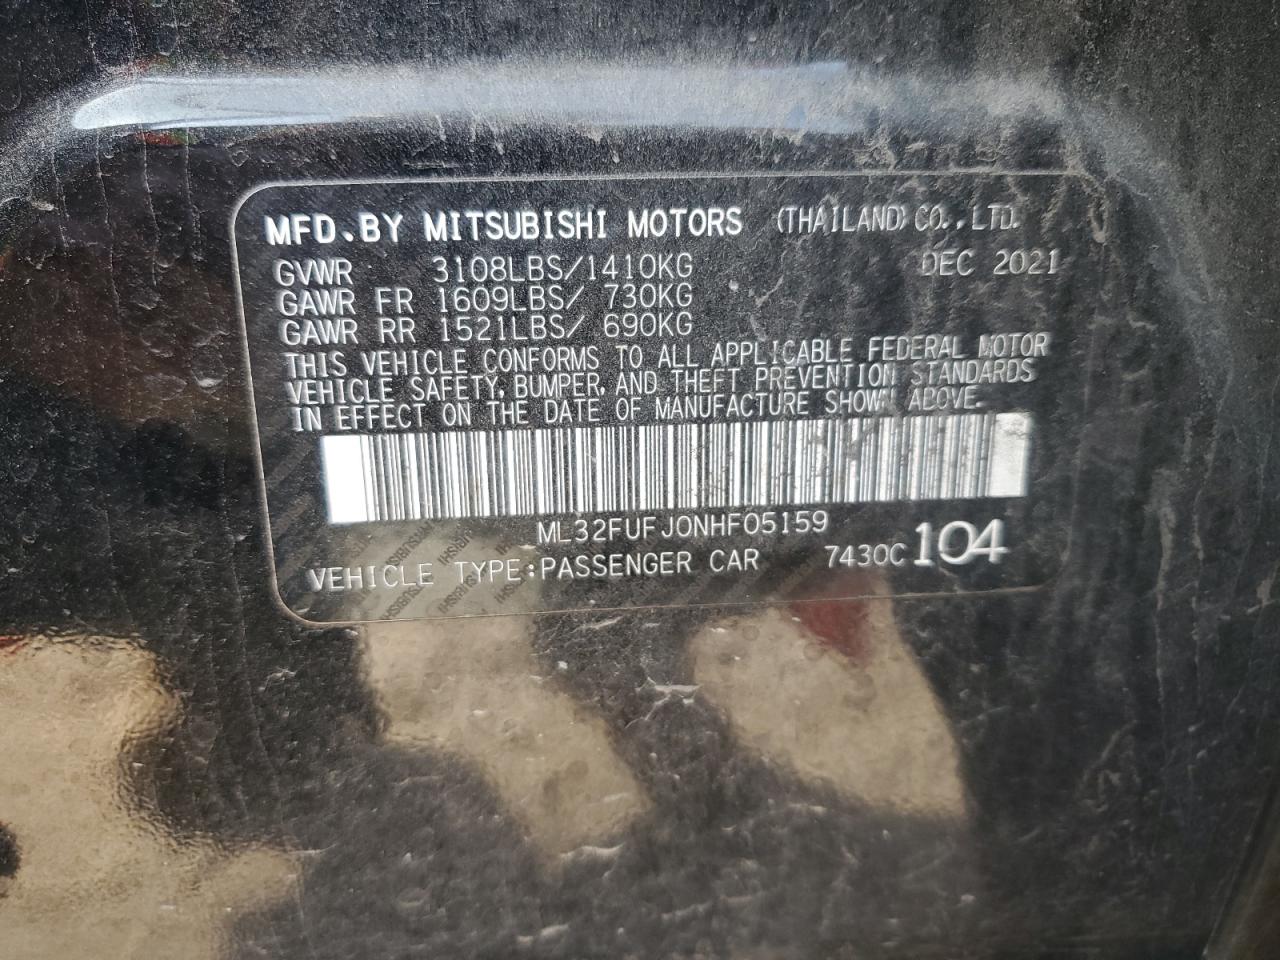 MFD.BY MITSUBISHI MOTORS (THAILAND) CO.,LTD.
GVWR 3108LBS/1410KG DEC 2021
GAWR FR 1609LBS/ 730KG
GAWR RR 1521LBS/ 690KG
THIS VEHICLE CONFORMS TO ALL APPLICABLE FEDERAL MOTOR
VEHICLE SAFETY, BUMPER, AND THEFT PREVENTION STANDARDS
IN EFFECT ON THE DATE OF MANUFACTURE SHOWN ABOVE.
ML32FUFJ0NHF05159
VEHICLE TYPE:PASSENGER CAR 7430C 104